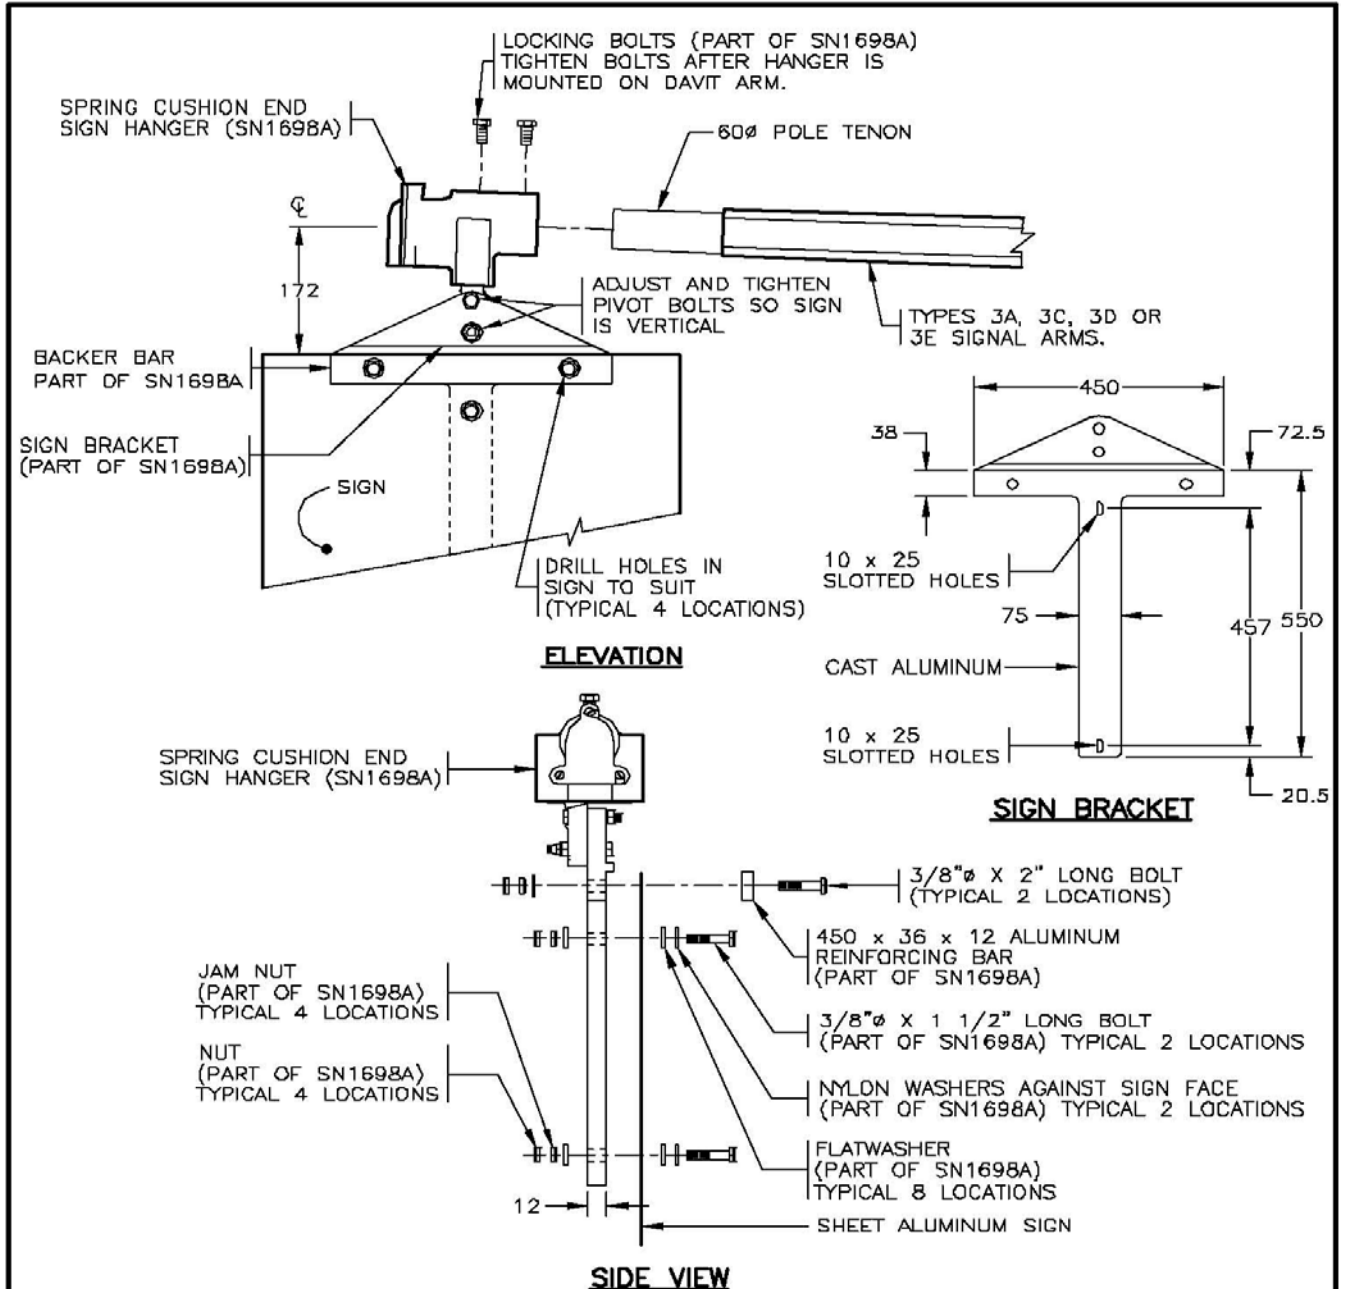 LOCKING BOLTS (PART OF SN1698A)
TIGHTEN BOLTS AFTER HANGER IS
MOUNTED ON DAVIT ARM.
SPRING CUSHION END
SIGN HANGER (SN1698A)
60ø POLE TENON
℄
172
ADJUST AND TIGHTEN
PIVOT BOLTS SO SIGN
IS VERTICAL
TYPES 3A, 3C, 3D OR
3E SIGNAL ARMS.
BACKER BAR
PART OF SN1698A
SIGN BRACKET
(PART OF SN1698A)
SIGN
DRILL HOLES IN
SIGN TO SUIT
(TYPICAL 4 LOCATIONS)
ELEVATION
450
38
72.5
10 x 25
SLOTTED HOLES
75
457
550
CAST ALUMINUM
10 x 25
SLOTTED HOLES
20.5
SIGN BRACKET
SPRING CUSHION END
SIGN HANGER (SN1698A)
3/8"ø X 2" LONG BOLT
(TYPICAL 2 LOCATIONS)
450 x 36 x 12 ALUMINUM
REINFORCING BAR
(PART OF SN1698A)
JAM NUT
(PART OF SN1698A)
TYPICAL 4 LOCATIONS
3/8"ø X 1 1/2" LONG BOLT
(PART OF SN1698A) TYPICAL 2 LOCATIONS
NUT
(PART OF SN1698A)
TYPICAL 4 LOCATIONS
NYLON WASHERS AGAINST SIGN FACE
(PART OF SN1698A) TYPICAL 2 LOCATIONS
FLATWASHER
(PART OF SN1698A)
TYPICAL 8 LOCATIONS
12
SHEET ALUMINUM SIGN
SIDE VIEW